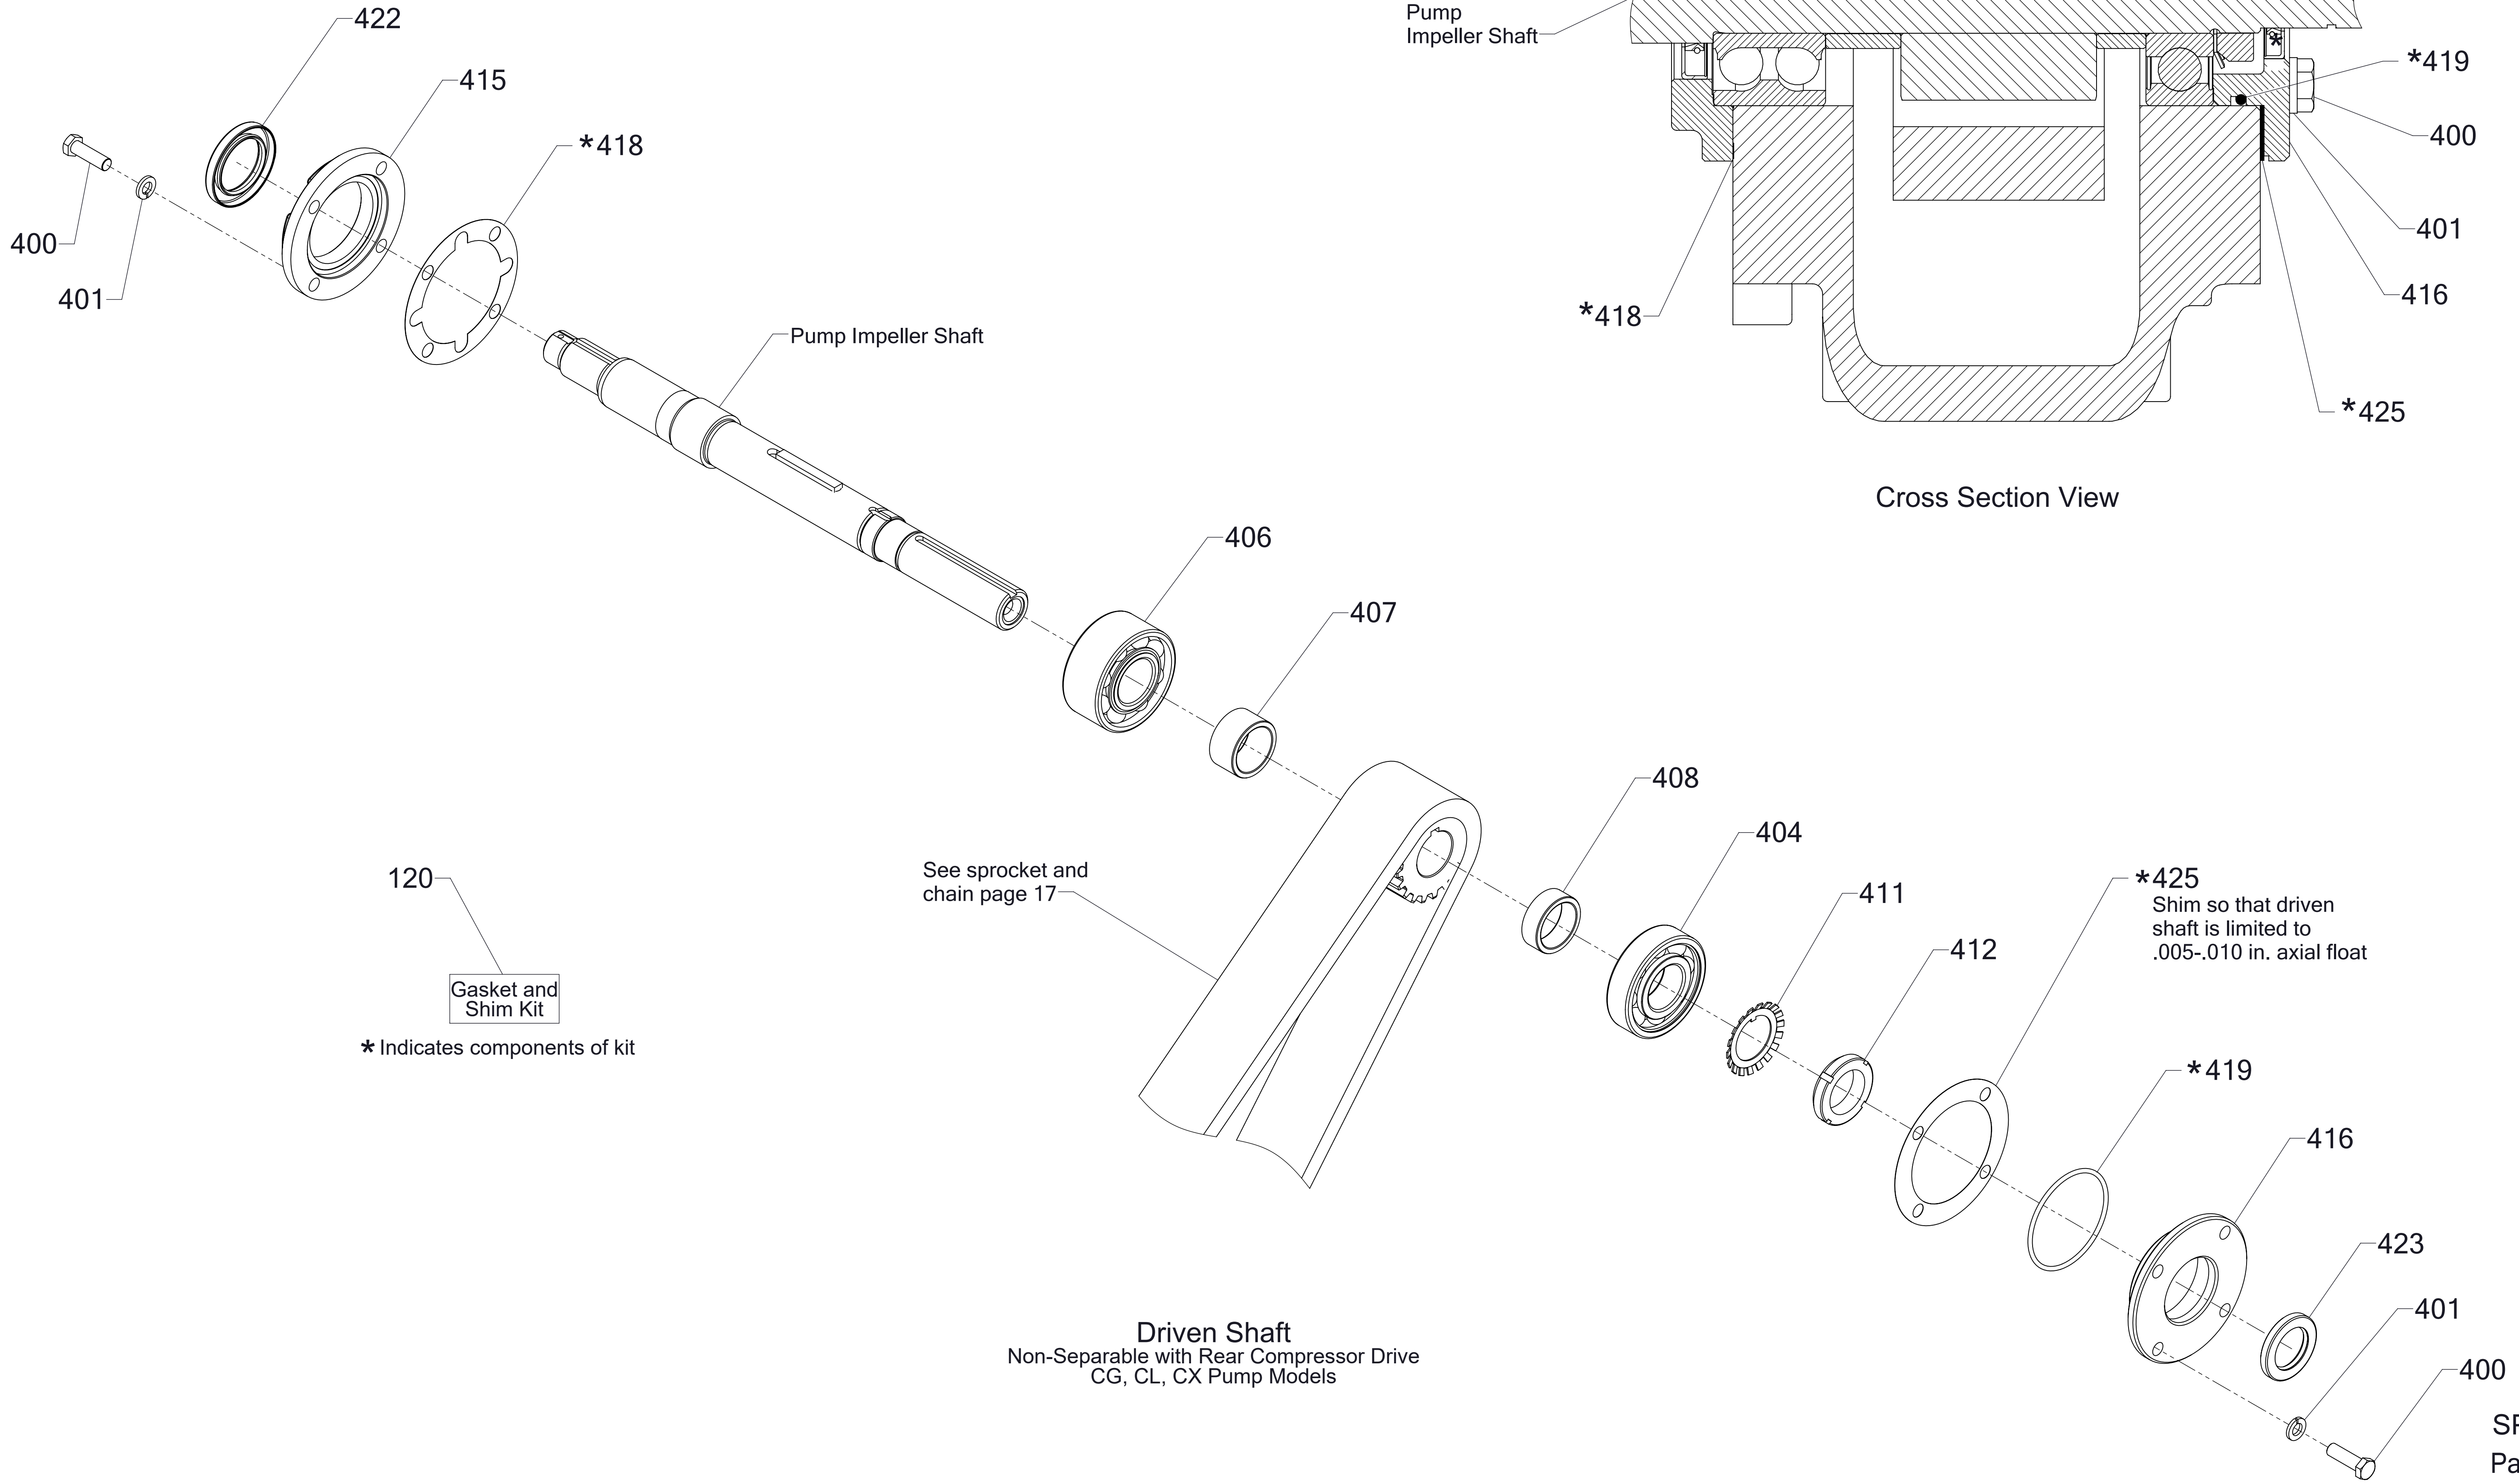 422
415
*418
400
401
Pump Impeller Shaft
Pump
Impeller Shaft
*
*419
400
401
416
*425
*418
Cross Section View
406
407
408
404
411
412
*425
Shim so that driven
shaft is limited to
.005-.010 in. axial float
*419
416
423
401
400
See sprocket and
chain page 17
120
Gasket and
Shim Kit
* Indicates components of kit
Driven Shaft
Non-Separable with Rear Compressor Drive
CG, CL, CX Pump Models